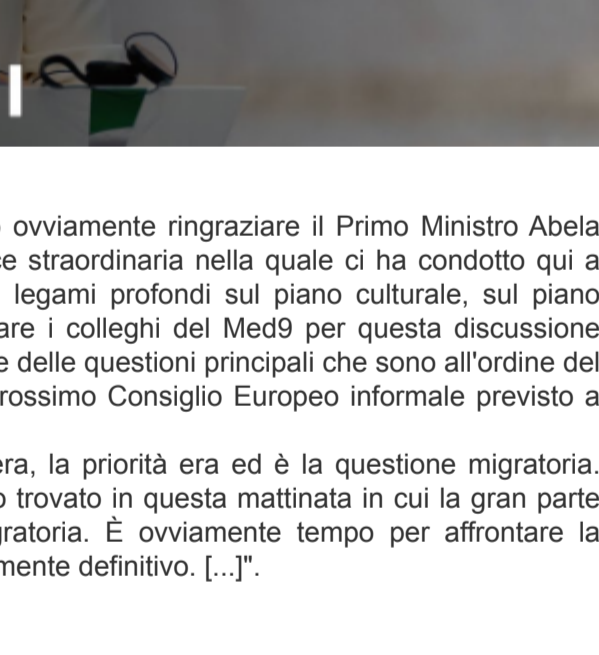 ovviamente ringraziare il Primo Ministro Abela
straordinaria nella quale ci ha condotto qui a
legami profondi sul piano culturale, sul piano
i colleghi del Med9 per questa discussione
delle questioni principali che sono all'ordine del
rossimo Consiglio Europeo informale previsto a
era, la priorità era ed è la questione migratoria.
trovato in questa mattinata in cui la gran parte
gratoria. È ovviamente tempo per affrontare la
mente definitivo. [...]".